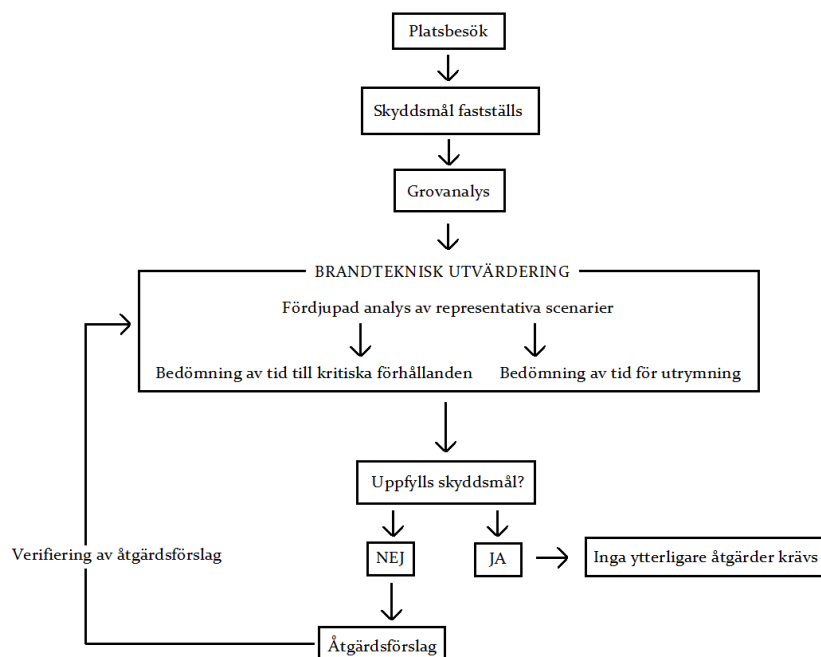 Platsbesök
Skyddsmål fastställs
Grovanalys
BRANDTEKNISK UTVÄRDERING
Fördjupad analys av representativa scenarier
Bedömning av tid till kritiska förhållanden
Bedömning av tid för utrymning
Uppfylls skyddsmål?
Verifiering av åtgärdsförslag
NEJ
JA
Inga ytterligare åtgärder krävs
Åtgärdsförslag